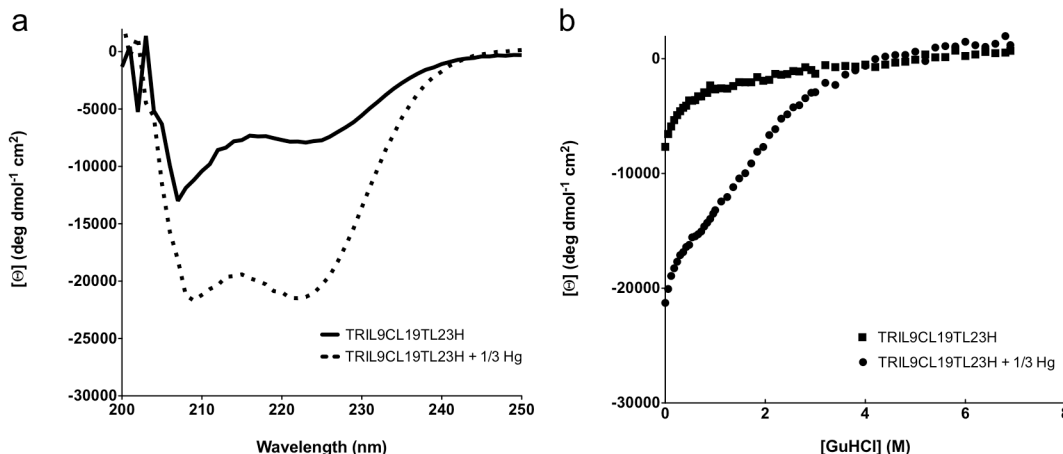 a
0
-5000
-10000
-15000
-20000
-25000
-30000
[Θ] (deg dmol⁻¹ cm²)
200
210
220
230
240
250
Wavelength (nm)
TRIL9CL19TL23H
TRIL9CL19TL23H + 1/3 Hg
b
0
-10000
-20000
-30000
[Θ] (deg dmol⁻¹ cm²)
0
2
4
6
8
[GuHCl] (M)
TRIL9CL19TL23H
TRIL9CL19TL23H + 1/3 Hg